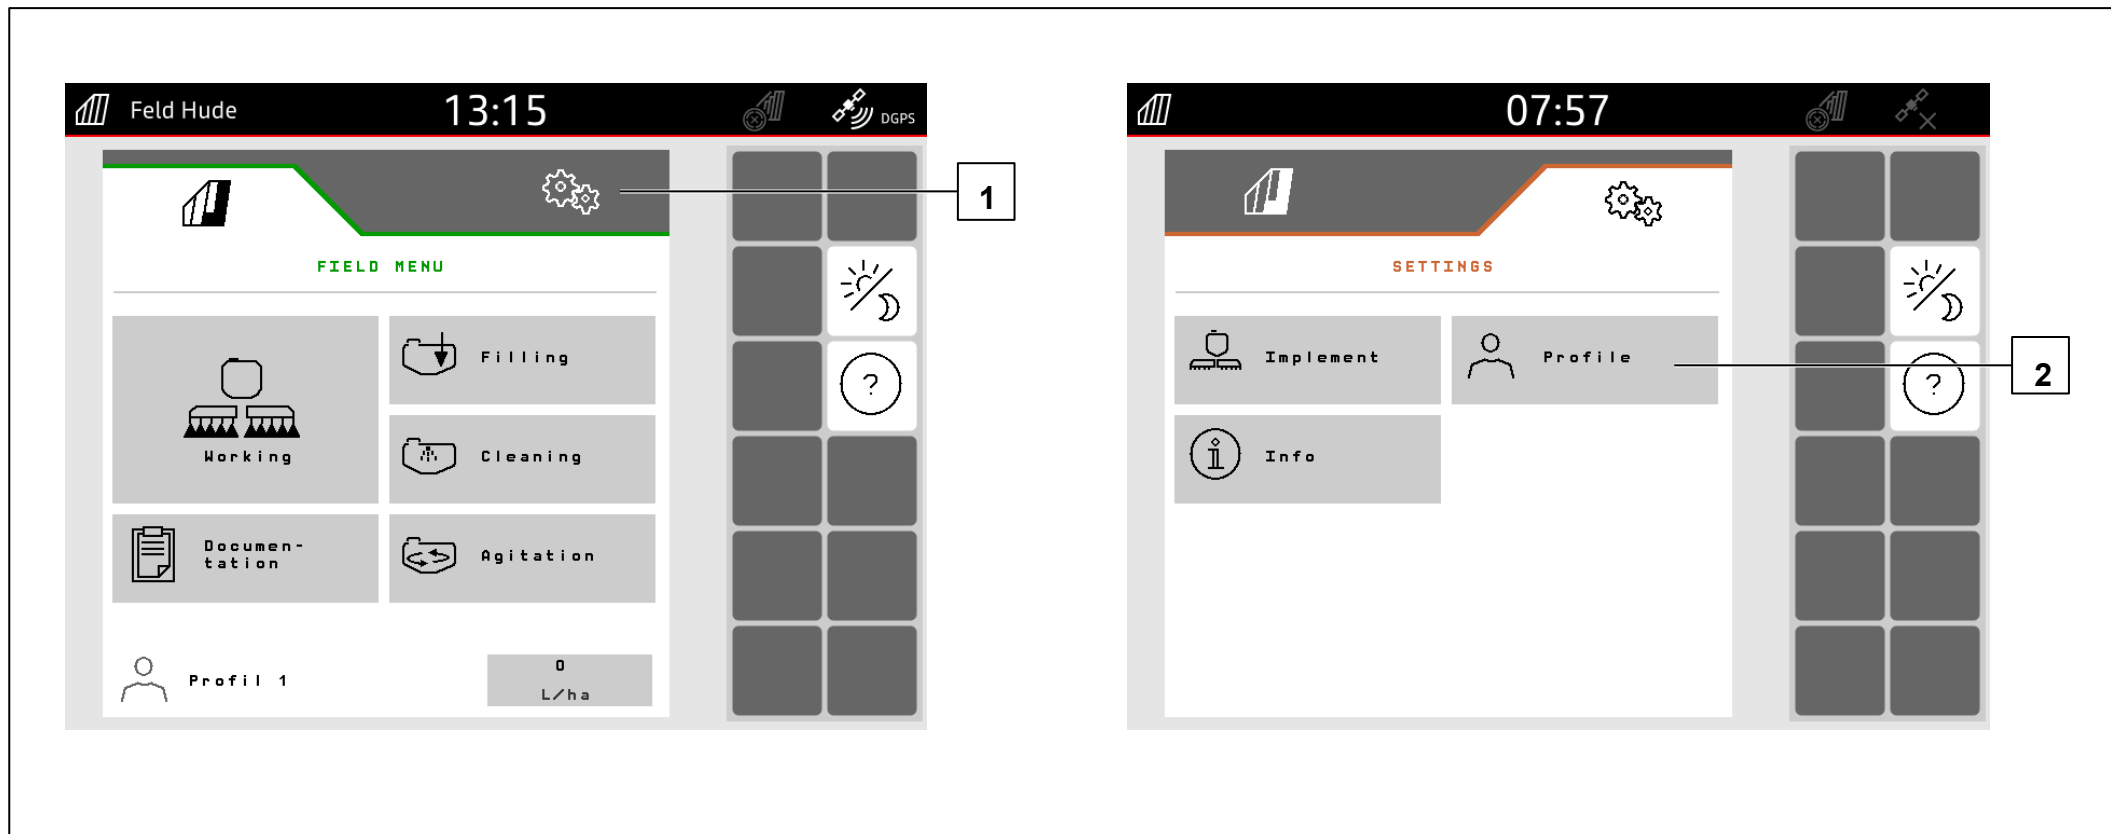 Feld Hude
13:15
DGPS
FIELD MENU
Working
Filling
Cleaning
Documen-
tation
Agitation
Profil 1
0
L/ha
1
07:57
SETTINGS
Implement
Profile
Info
?
?
2